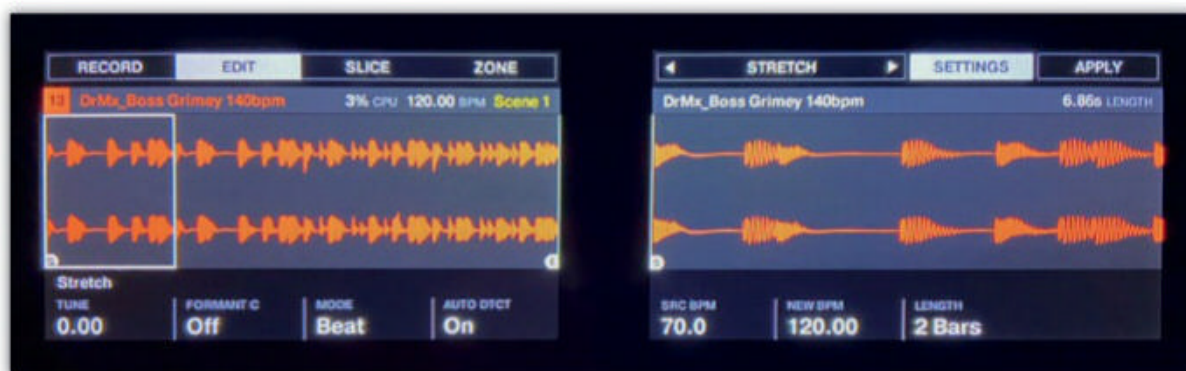 RECORD EDIT SLICE ZONE
13 DrMx_Boss Grimey 140bpm 3% CPU 120.00 BPM Scene 1
Stretch
TUNE FORMANT C MODE AUTO DTCT
0.00 Off Beat On
STRETCH SETTINGS APPLY
DrMx_Boss Grimey 140bpm 6.86s LENGTH
SRC BPM NEW BPM LENGTH
70.0 120.00 2 Bars